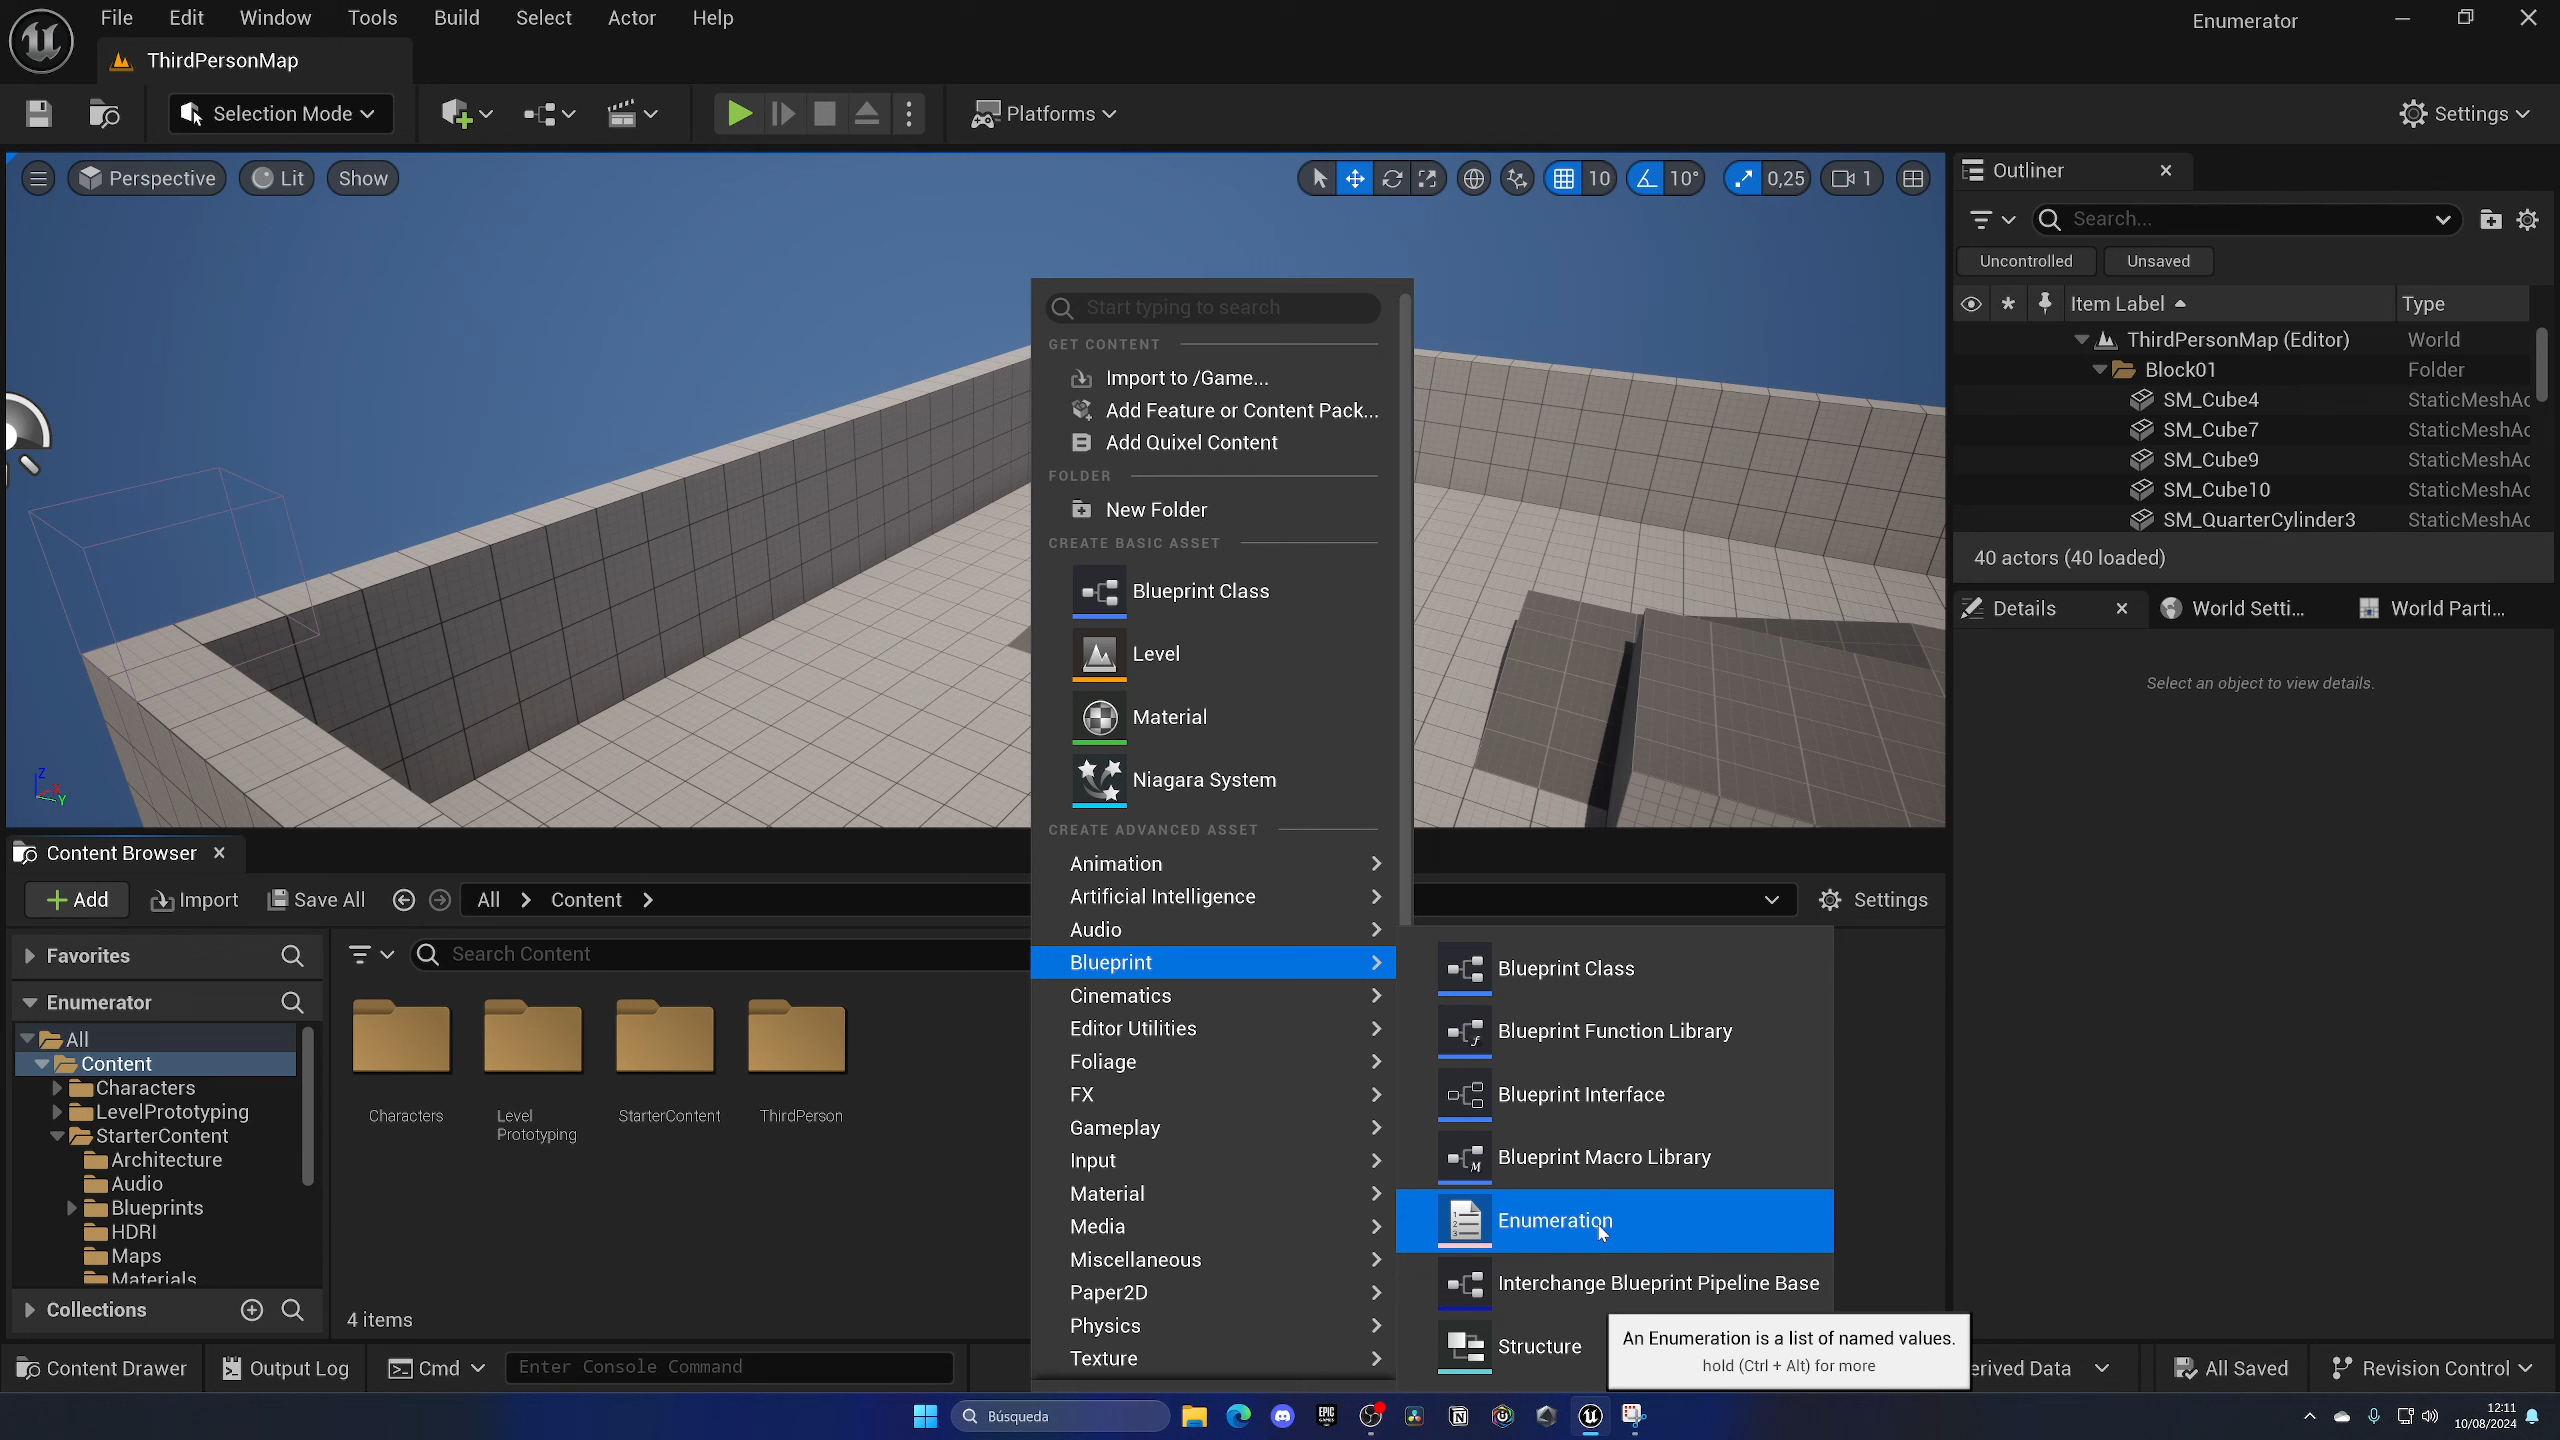 File Edit Window Tools Build Select Actor Help
Enumerator
ThirdPersonMap
Selection Mode
Platforms
Settings
Perspective Lit Show
10 10° 0,25 1
Outliner
Search...
Uncontrolled Unsaved
Item Label Type
ThirdPersonMap (Editor) World
Block01 Folder
SM_Cube4 StaticMeshAc
SM_Cube7 StaticMeshAc
SM_Cube9 StaticMeshAc
SM_Cube10 StaticMeshAc
SM_QuarterCylinder3 StaticMeshAc
40 actors (40 loaded)
Details World Setti... World Parti...
Select an object to view details.
Start typing to search
GET CONTENT
Import to /Game...
Add Feature or Content Pack...
Add Quixel Content
FOLDER
New Folder
CREATE BASIC ASSET
Blueprint Class
Level
Material
Niagara System
CREATE ADVANCED ASSET
Animation
Artificial Intelligence
Audio
Blueprint
Cinematics
Editor Utilities
Foliage
FX
Gameplay
Input
Material
Media
Miscellaneous
Paper2D
Physics
Texture
Blueprint Class
Blueprint Function Library
Blueprint Interface
Blueprint Macro Library
Enumeration
Interchange Blueprint Pipeline Base
Structure
An Enumeration is a list of named values.
hold (Ctrl + Alt) for more
Z
X
Y
Content Browser
Add Import Save All All Content Settings
Favorites
Search Content
Enumerator
All
Content
Characters
LevelPrototyping
StarterContent
Architecture
Audio
Blueprints
HDRI
Maps
Materials
Collections
Characters
Level
Prototyping
StarterContent
ThirdPerson
4 items
Content Drawer Output Log Cmd Enter Console Command erived Data All Saved Revision Control
Búsqueda
EPIC
GAMES
12:11
10/08/2024